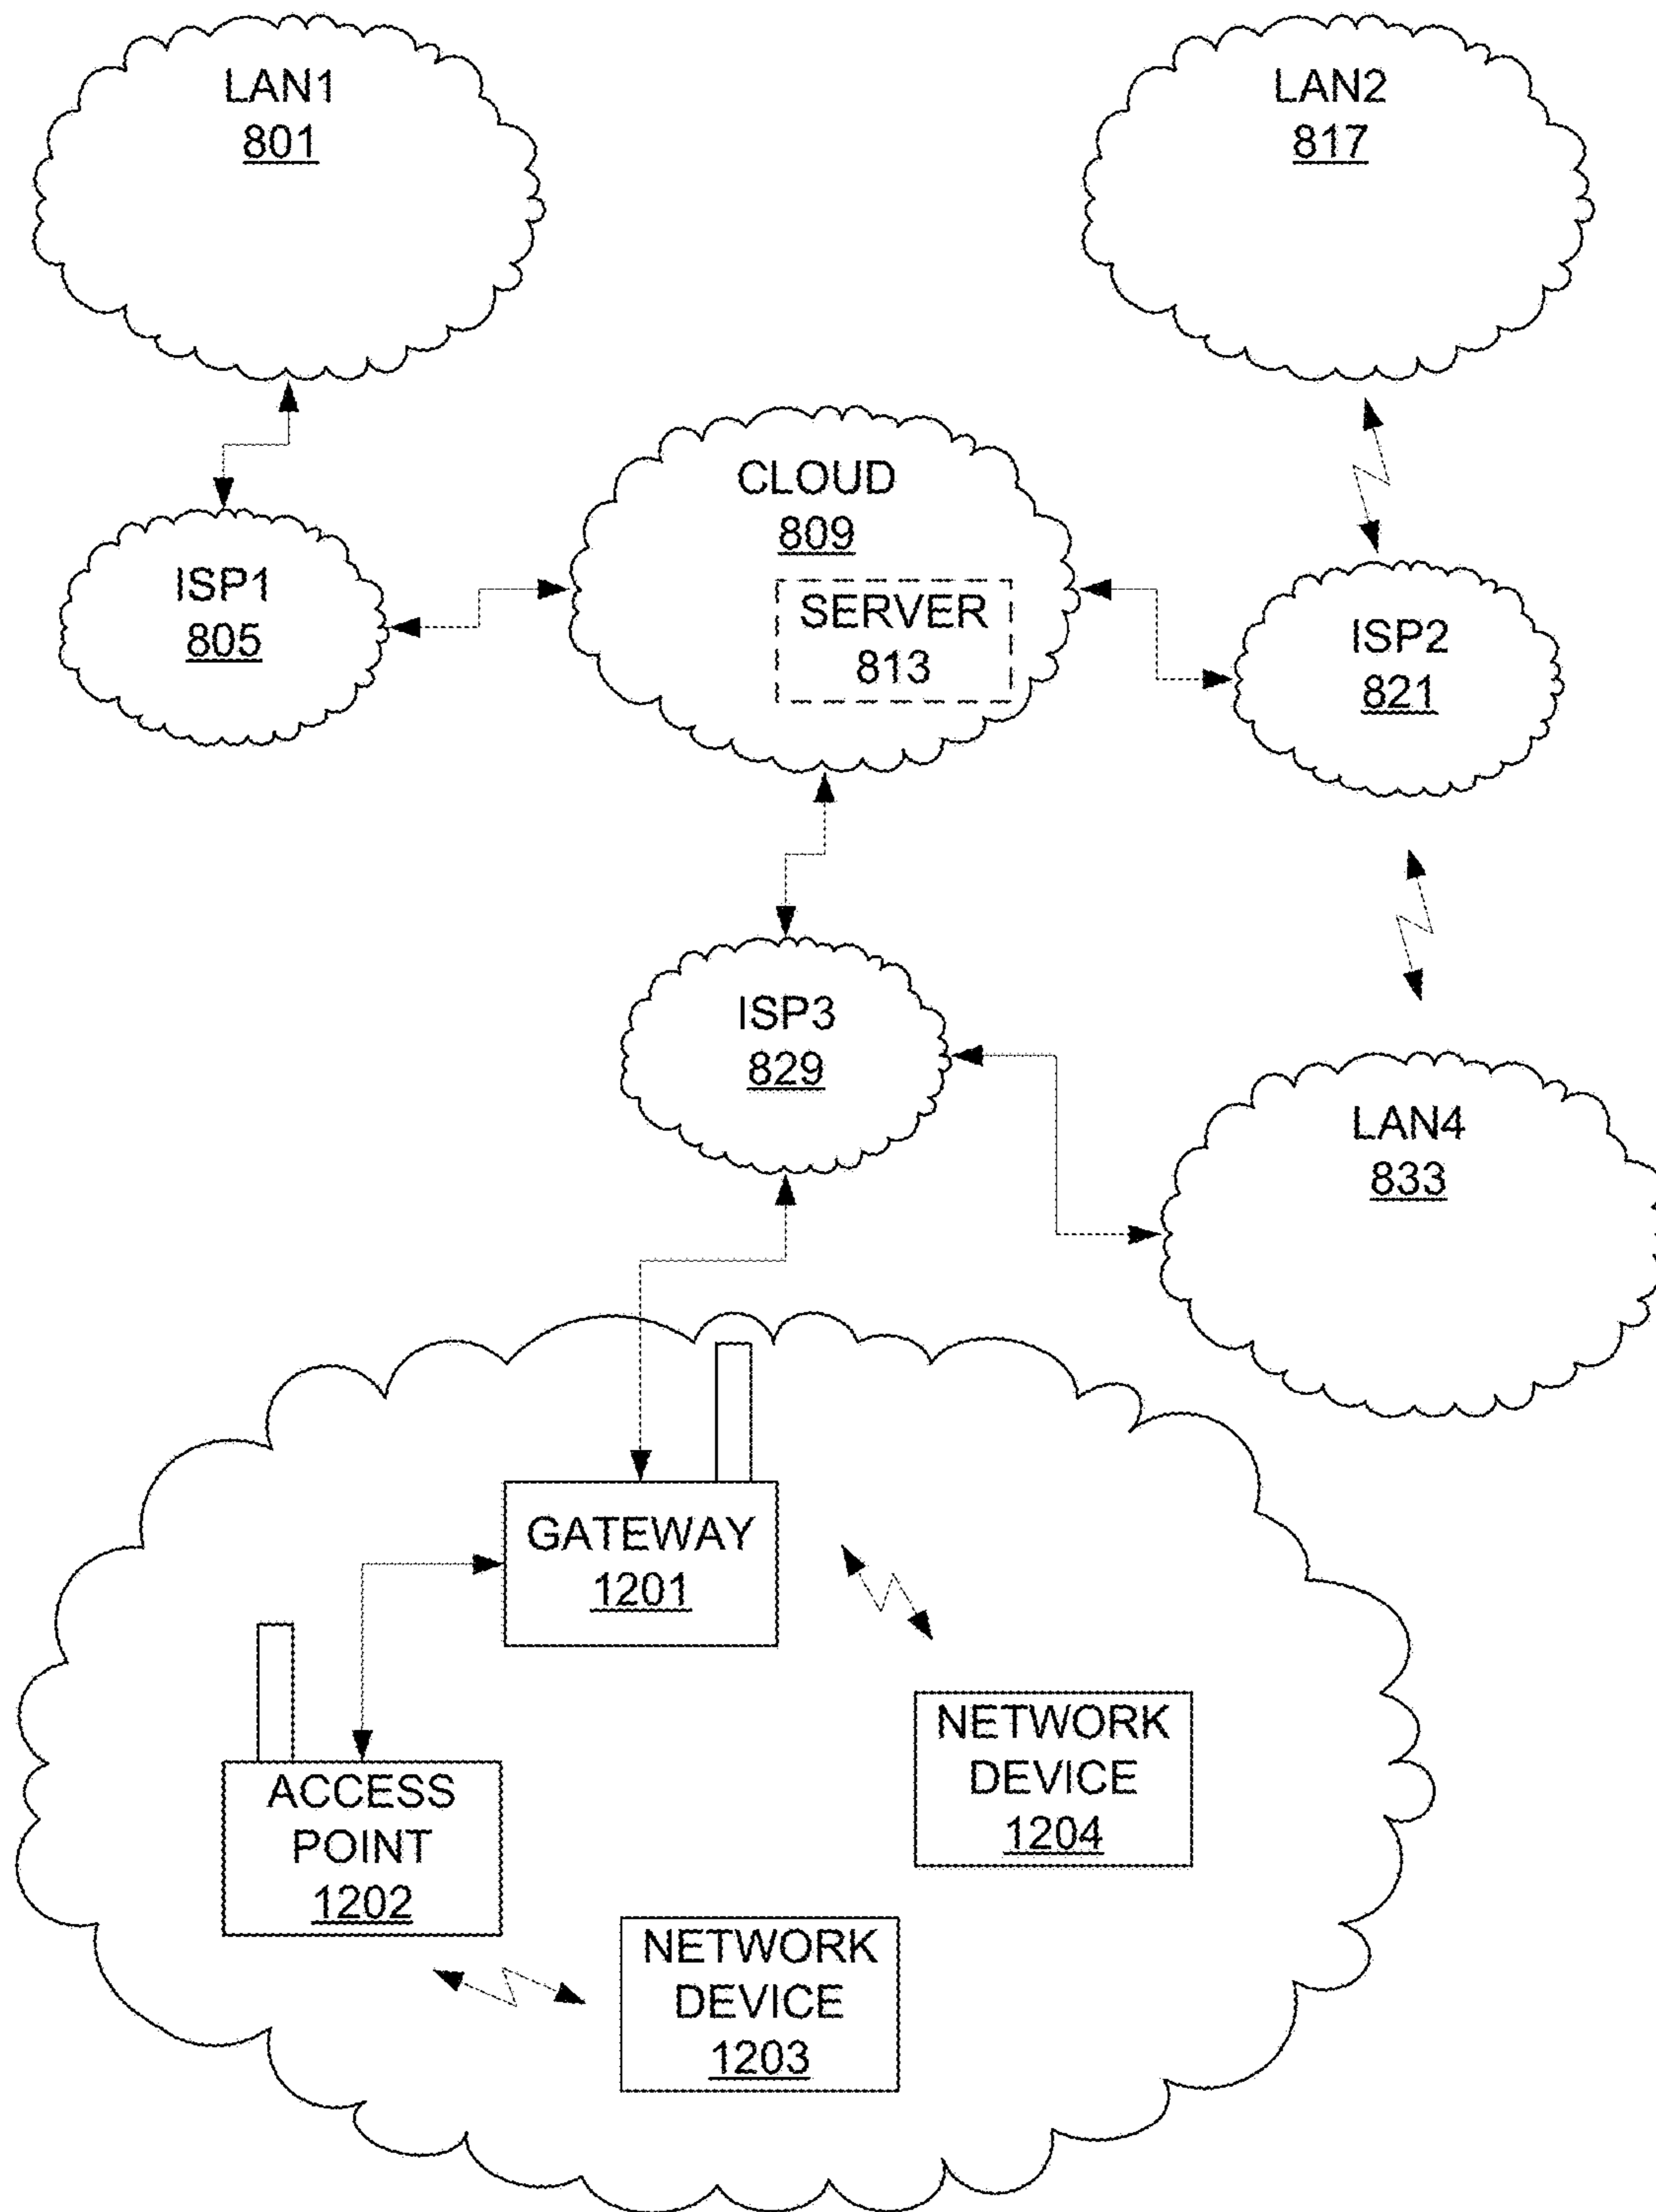 LAN1
801
LAN2
817
CLOUD
809
SERVER
813
ISP1
805
ISP2
821
ISP3
829
LAN4
833
GATEWAY
1201
ACCESS
POINT
1202
NETWORK
DEVICE
1204
NETWORK
DEVICE
1203